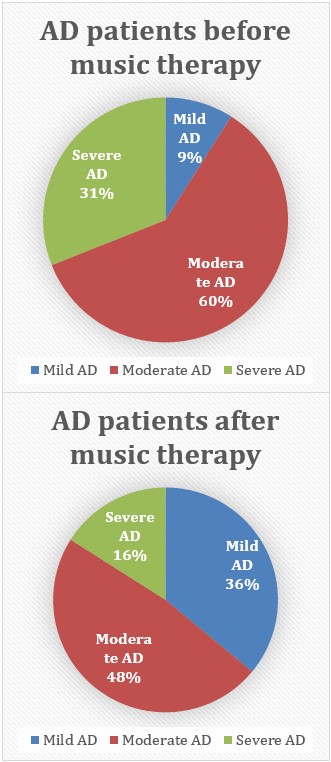 AD patients before
music therapy
Mild
AD
9%
Severe
AD
31%
Modera
te AD
60%
Mild AD Moderate AD Severe AD
AD patients after
music therapy
Severe
AD
16%
Mild
AD
36%
Modera
te AD
48%
Mild AD Moderate AD Severe AD